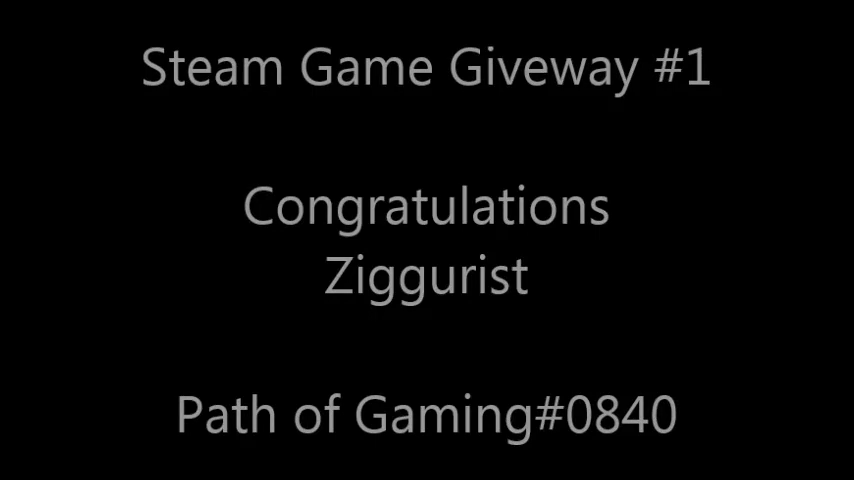 Steam Game Giveway #1
Congratulations
Ziggurist
Path of Gaming#0840